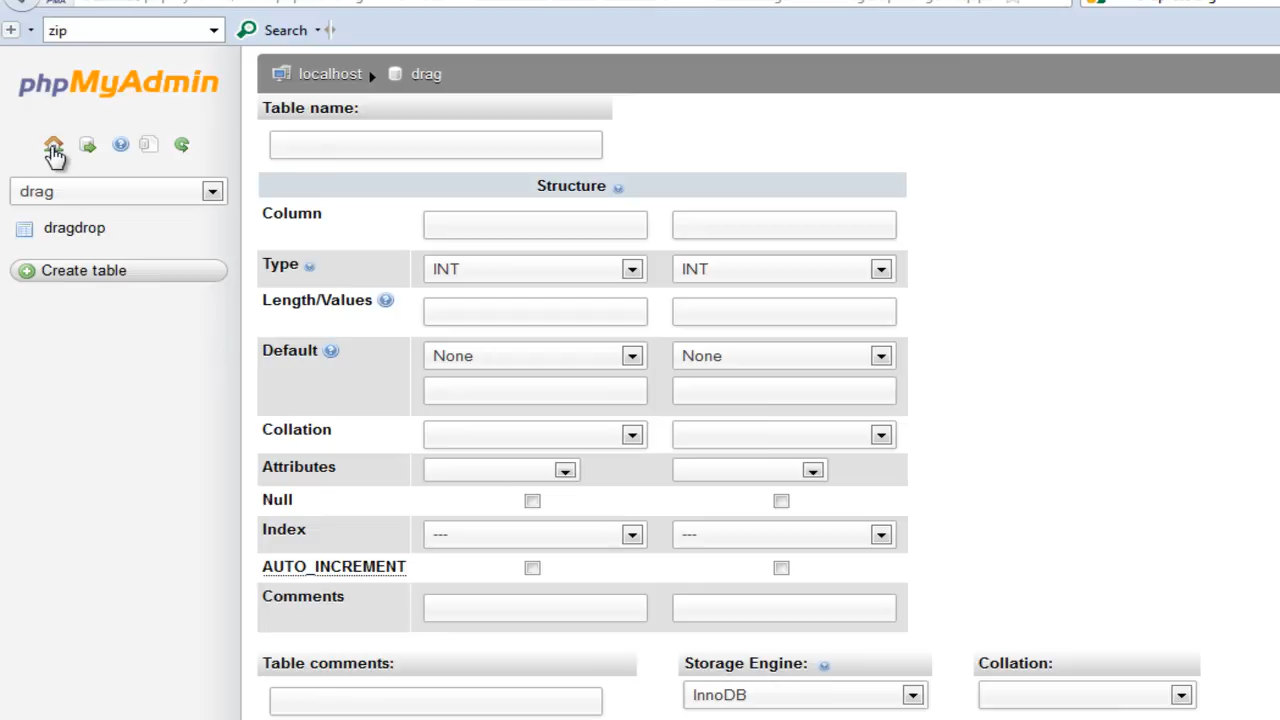 zip
Search
phpMyAdmin
localhost
drag
Table name:
drag
dragdrop
Create table
Structure
Column
Type
INT
INT
Length/Values
Default
None
None
Collation
Attributes
Null
Index
---
---
AUTO_INCREMENT
Comments
Table comments:
Storage Engine:
Collation:
InnoDB